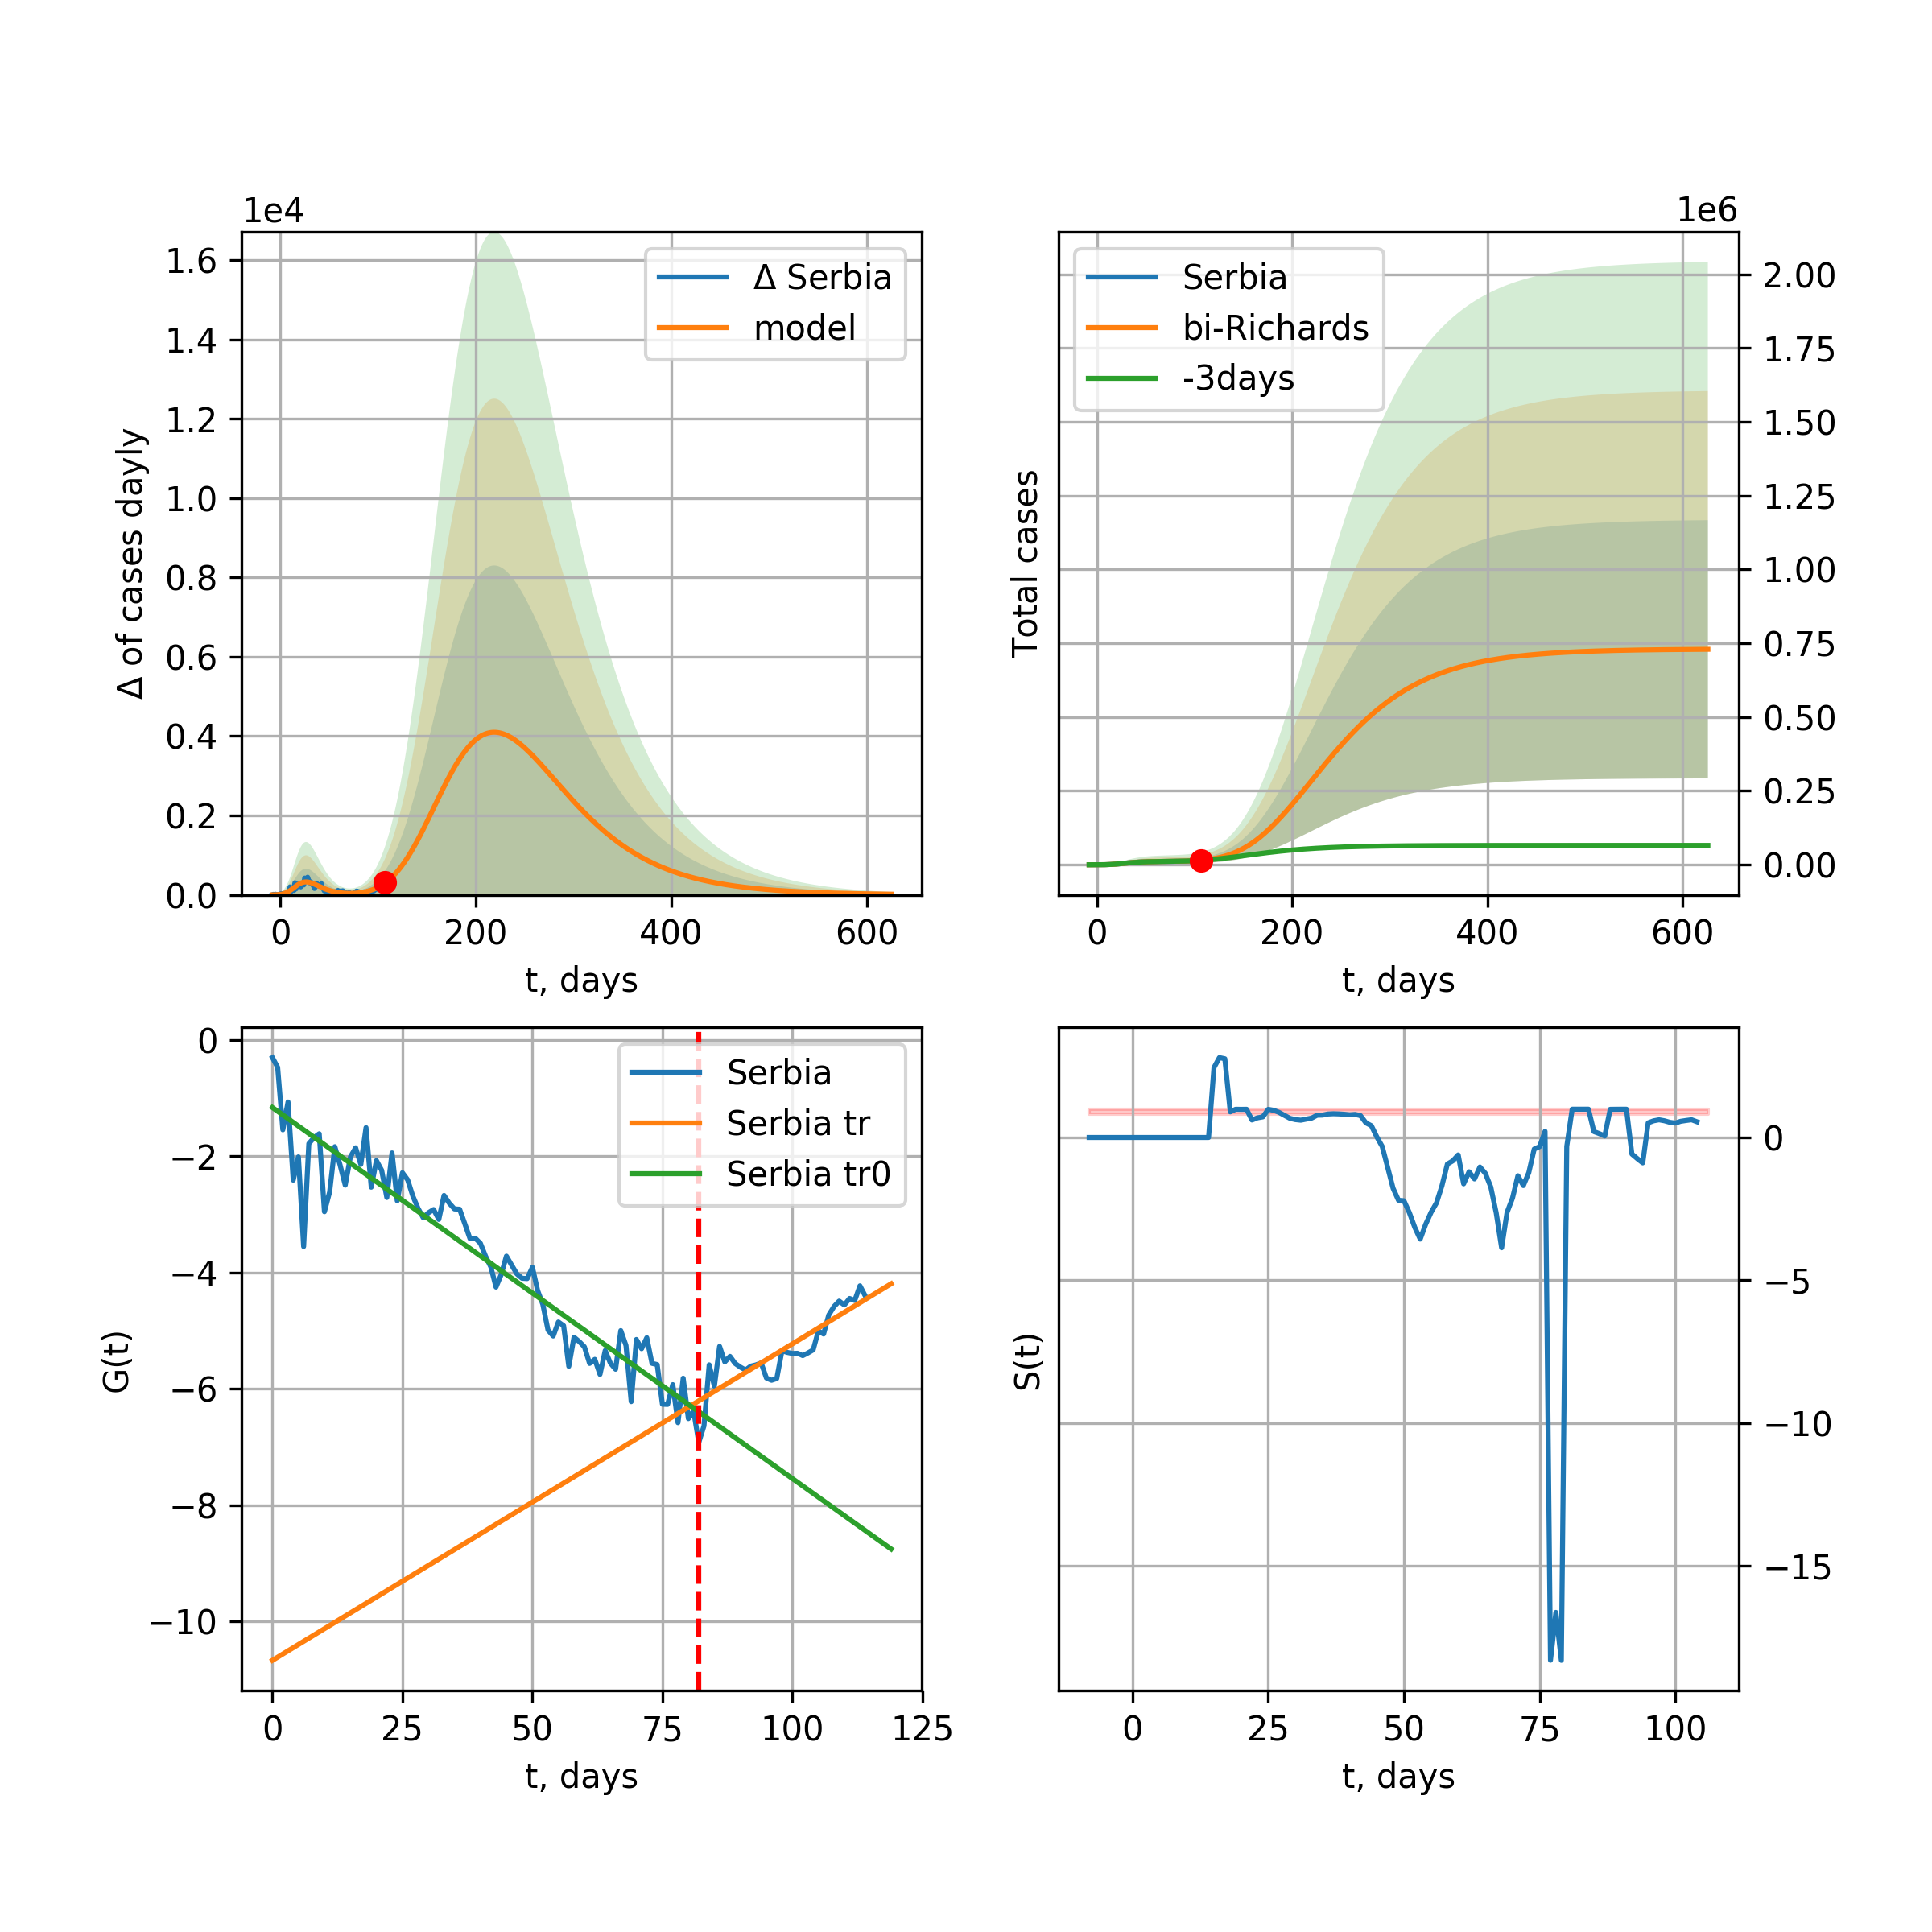 1e4
Δ of cases dayly
1.6
1.4
1.2
1.0
0.8
0.6
0.4
0.2
0.0
Δ Serbia
model
0 200 400 600
t, days
1e6
Total cases
Serbia
bi-Richards
-3days
2.00
1.75
1.50
1.25
1.00
0.75
0.50
0.25
0.00
0 200 400 600
t, days
G(t)
0
−2
−4
−6
−8
−10
Serbia
Serbia tr
Serbia tr0
0 25 50 75 100 125
t, days
S(t)
0
−5
−10
−15
0 25 50 75 100
t, days